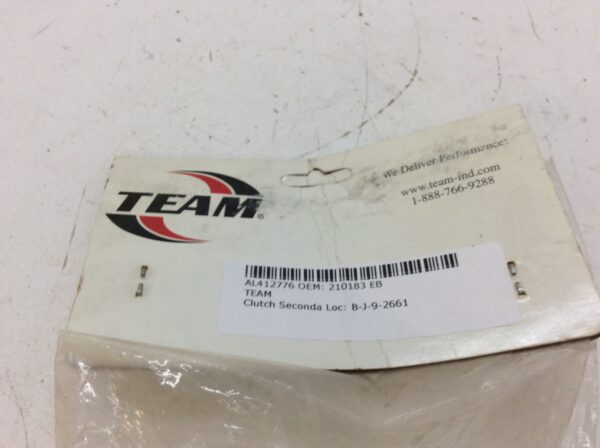 We Deliver Performance!
www.team-ind.com
1-888-766-9288
TEAM®
AL412776 OEM: 210183 EB
TEAM
Clutch Seconda Loc: B-J-9-2661